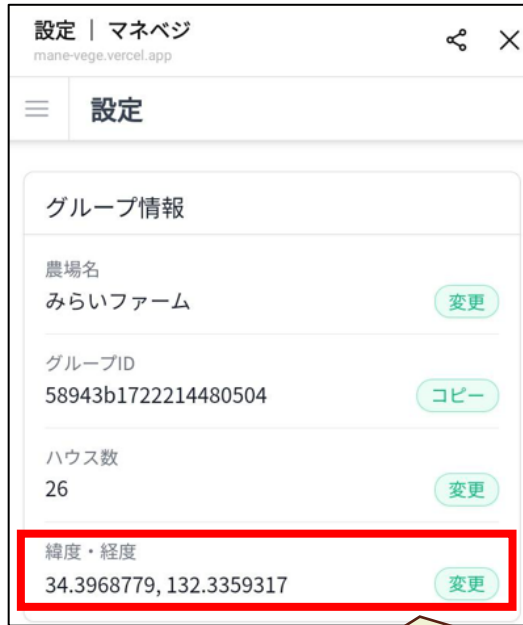 設定 | マネベジ
mane-vege.vercel.app
設定
グループ情報
農場名
みらいファーム
変更
グループID
58943b1722214480504
コピー
ハウス数
26
変更
緯度・経度
34.3968779, 132.3359317
変更